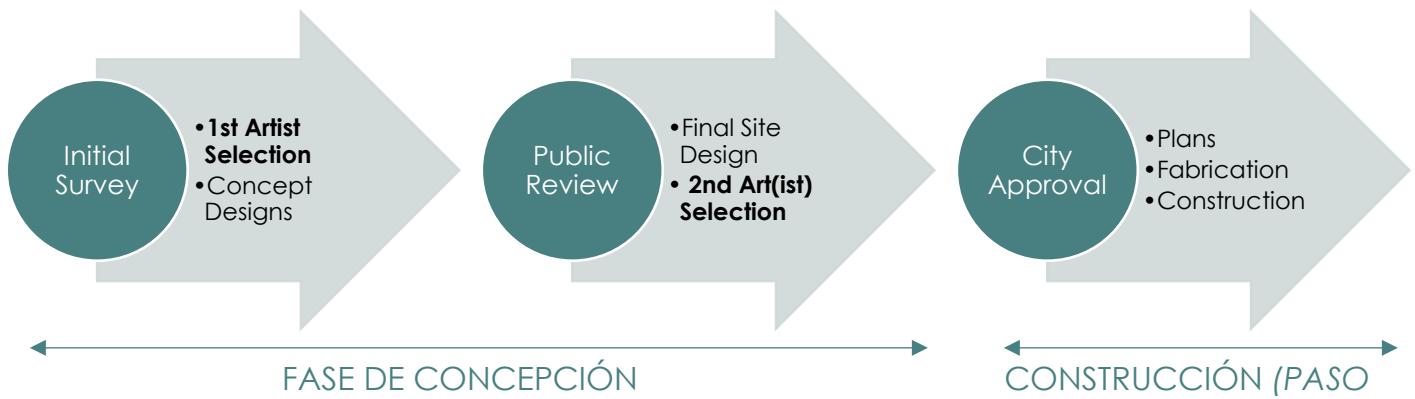 Initial
Survey
•1st Artist
Selection
•Concept
Designs
Public
Review
•Final Site
Design
• 2nd Art(ist)
Selection
City
Approval
•Plans
•Fabrication
•Construction
FASE DE CONCEPCIÓN
CONSTRUCCIÓN (PASO